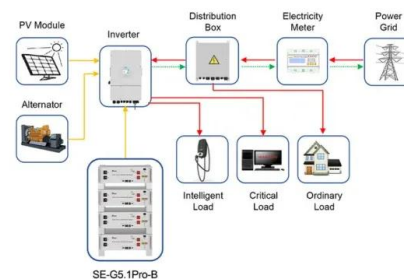 PV Module
Inverter
Distribution
Box
Electricity
Meter
Power
Grid
Alternator
Intelligent
Load
Critical
Load
Ordinary
Load
SE-G5.1Pro-B